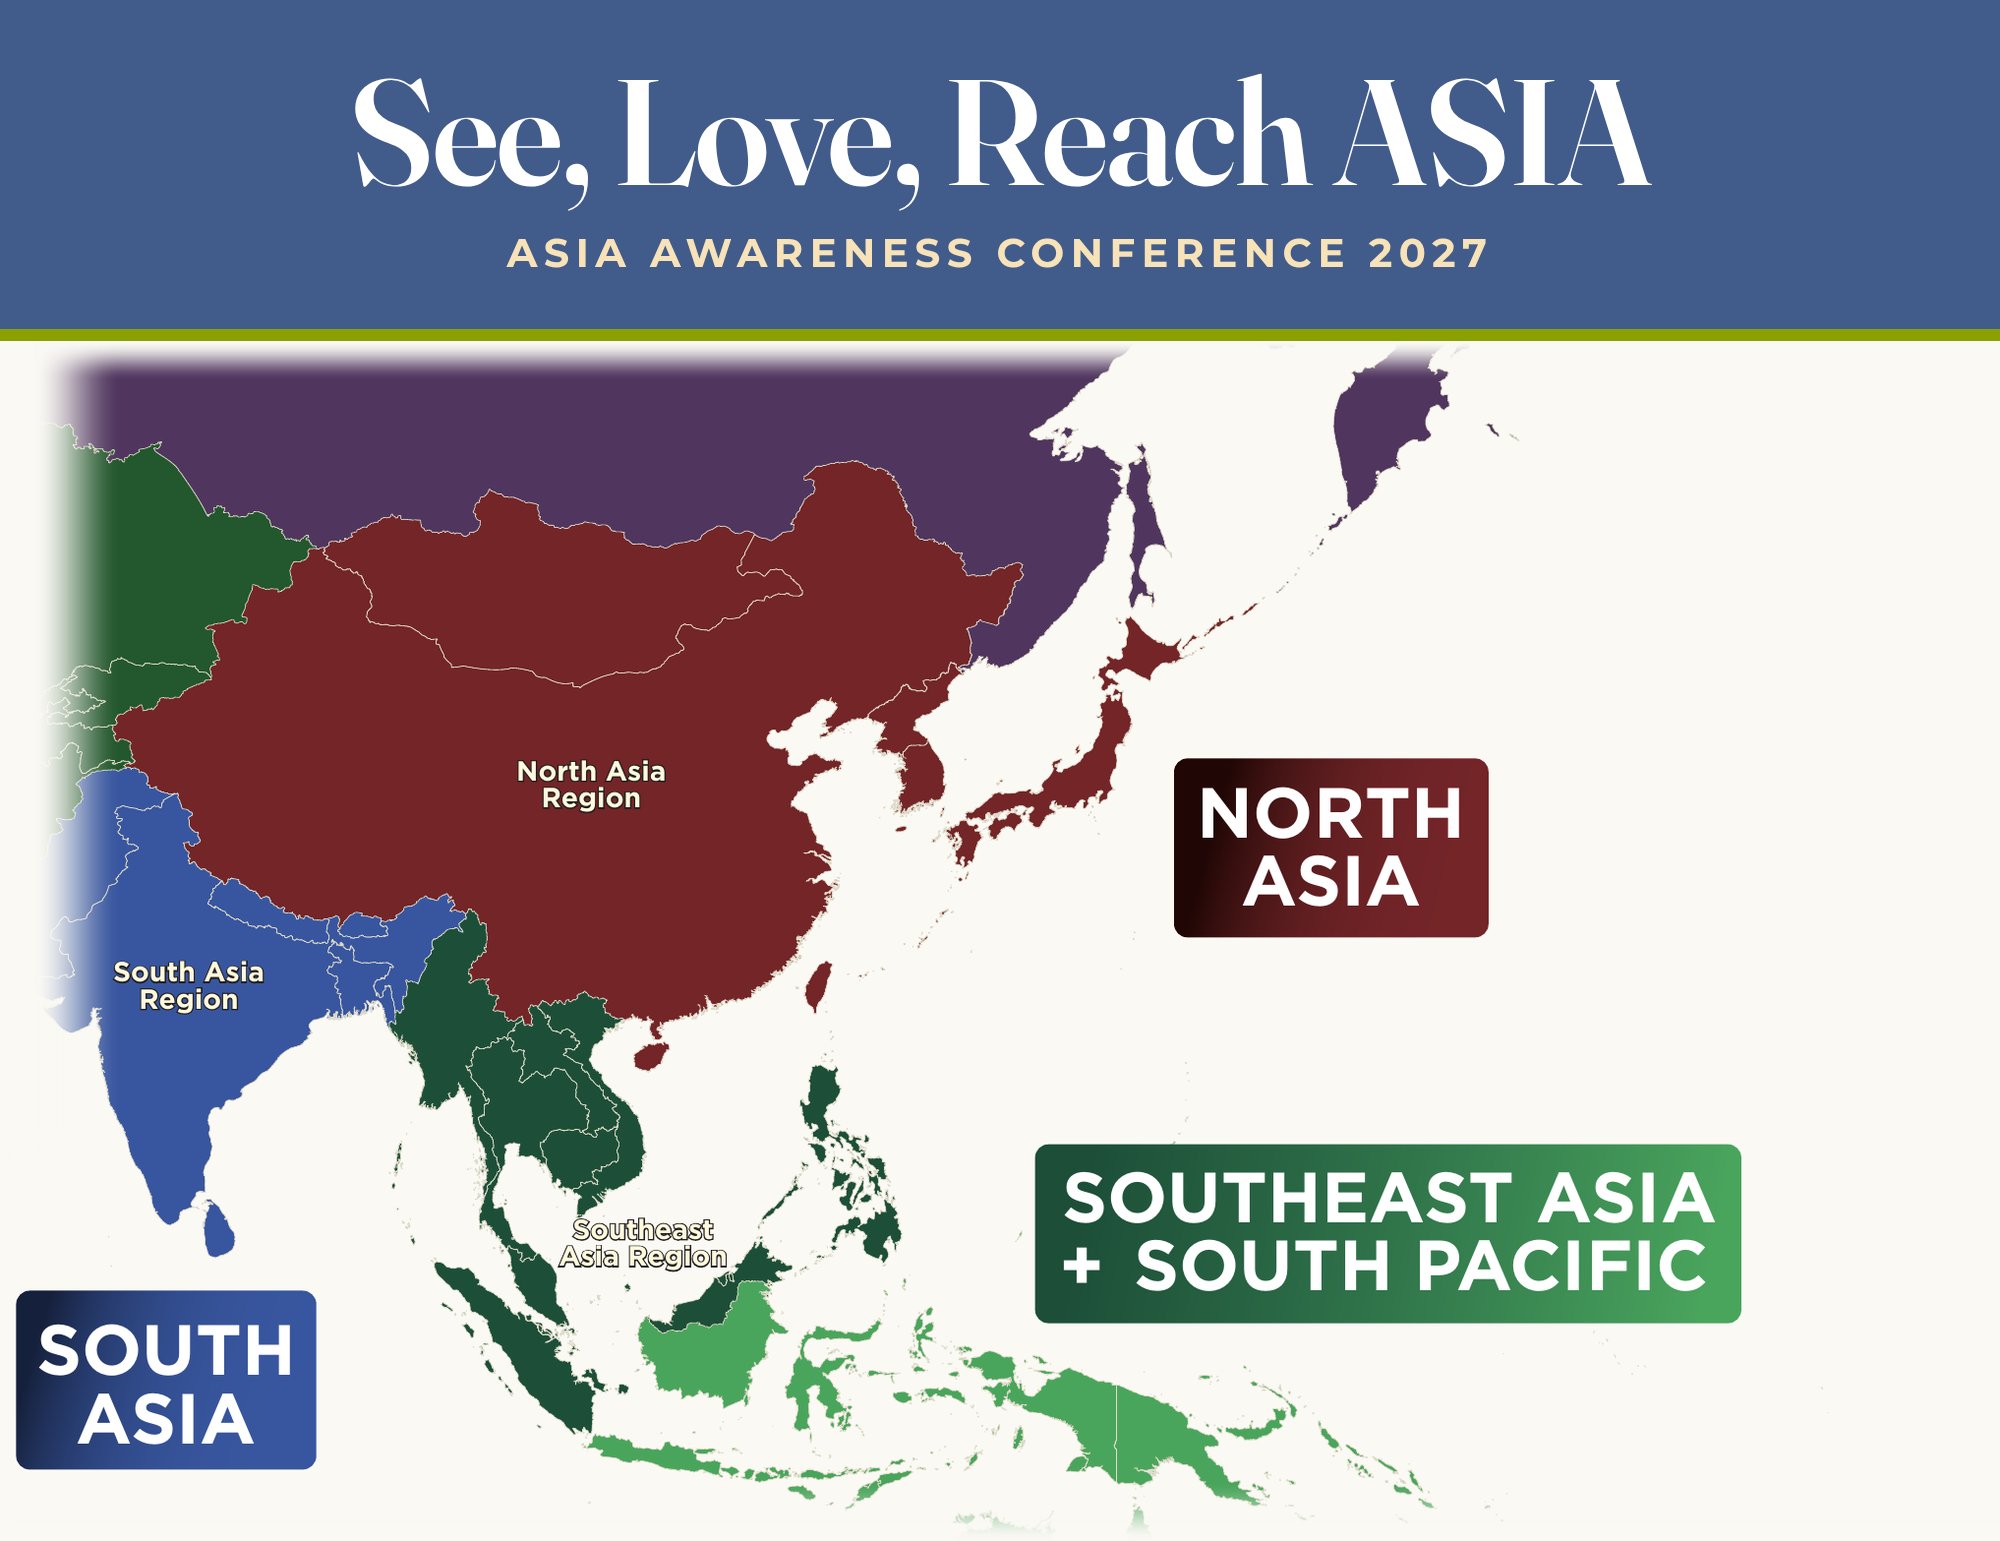 See, Love, Reach ASIA
ASIA AWARENESS CONFERENCE 2027
North Asia
Region
NORTH
ASIA
South Asia
Region
Southeast
Asia Region
SOUTHEAST ASIA
+ SOUTH PACIFIC
SOUTH
ASIA